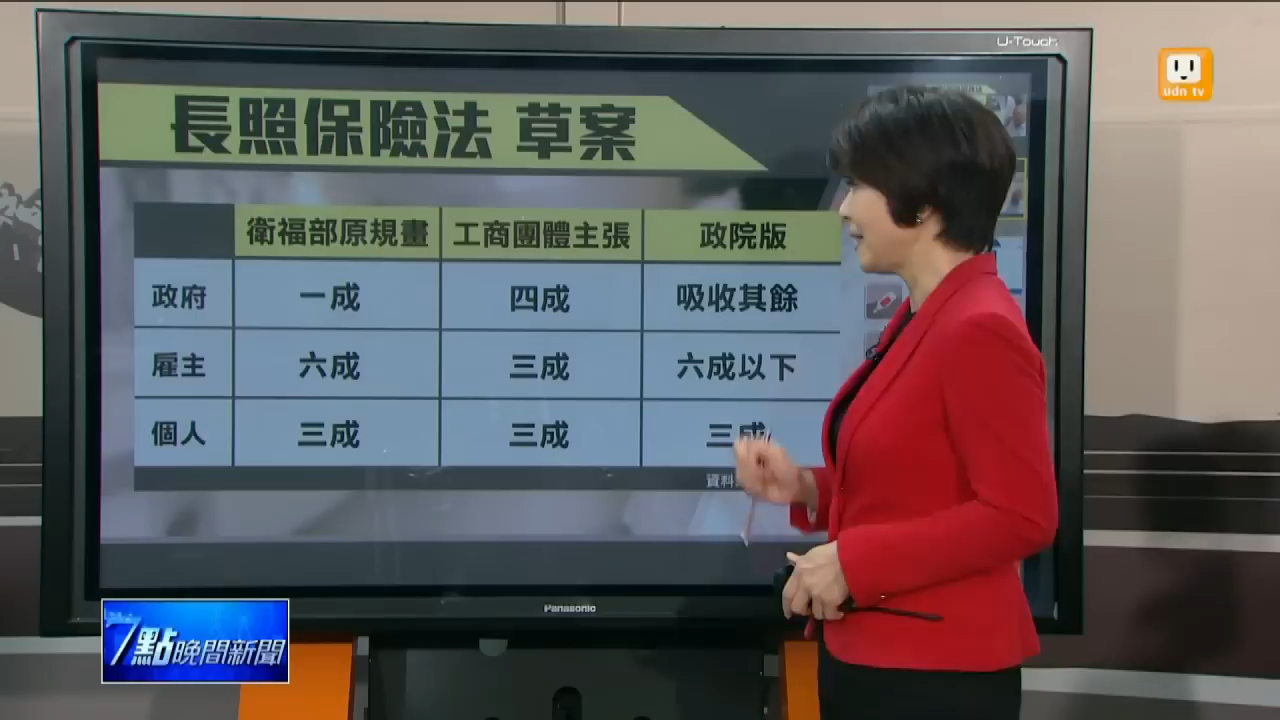 U-Touch
udn tv
長照保險法 草案
衛福部原規畫 工商團體主張 政院版
政府 一成 四成 吸收其餘
雇主 六成 三成 六成以下
個人 三成 三成 三成
資料
Panasonic
7點晚間新聞